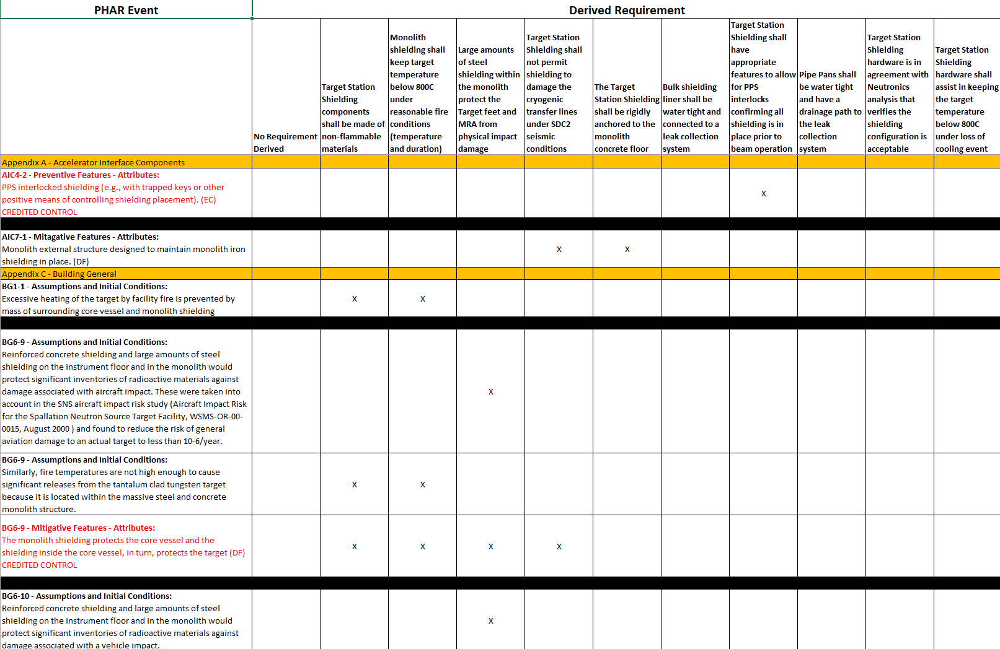 PHAR Event
Derived Requirement
No Requirement
Derived
Target Station
Shielding
components
shall be made of
non-flammable
materials
Monolith
shielding shall
keep target
temperature
below 800C
under
reasonable fire
conditions
(temperature
and duration)
Large amounts
of steel
shielding within
the monolith
protect the
Target feet and
MRA from
physical impact
damage
Target Station
Shielding shall
not permit
shielding to
damage the
cryogenic
transfer lines
under SDC2
seismic
conditions
The Target
Station Shielding
shall be rigidly
anchored to the
monolith
concrete floor
Bulk shielding
liner shall be
water tight and
connected to a
leak collection
system
Target Station
Shielding shall
have
appropriate
features to allow
for PPS
interlocks
confirming all
shielding is in
place prior to
beam operation
Pipe Pans shall
be water tight
and have a
drainage path to
the leak
collection
system
Target Station
Shielding
hardware is in
agreement with
Neutronics
analysis that
verifies the
shielding
configuration is
acceptable
Target Station
Shielding
hardware shall
assist in keeping
the target
temperature
below 800C
under loss of
cooling event
Appendix A - Accelerator Interface Components
AIC4-2 - Preventive Features - Attributes:
PPS interlocked shielding (e.g., with trapped keys or other
positive means of controlling shielding placement). (EC)
CREDITED CONTROL
X
AIC7-1 - Mitagative Features - Attributes:
Monolith external structure designed to maintain monolith iron
shielding in place. (DF)
X X
Appendix C - Building General
BG1-1 - Assumptions and Initial Conditions:
Excessive heating of the target by facility fire is prevented by
mass of surrounding core vessel and monolith shielding
X X
BG6-9 - Assumptions and Initial Conditions:
Reinforced concrete shielding and large amounts of steel
shielding on the instrument floor and in the monolith would
protect significant inventories of radioactive materials against
damage associated with aircraft impact. These were taken into
account in the SNS aircraft impact risk study (Aircraft Impact Risk
for the Spallation Neutron Source Target Facility, WSMS-OR-00-
0015, August 2000 ) and found to reduce the risk of general
aviation damage to an actual target to less than 10-6/year.
X
BG6-9 - Assumptions and Initial Conditions:
Similarly, fire temperatures are not high enough to cause
significant releases from the tantalum clad tungsten target
because it is located within the massive steel and concrete
monolith structure.
X X
BG6-9 - Mitigative Features - Attributes:
The monolith shielding protects the core vessel and the
shielding inside the core vessel, in turn, protects the target (DF)
CREDITED CONTROL
X X X X
BG6-10 - Assumptions and Initial Conditions:
Reinforced concrete shielding and large amounts of steel
shielding on the instrument floor and in the monolith would
protect significant inventories of radioactive materials against
damage associated with a vehicle impact.
X